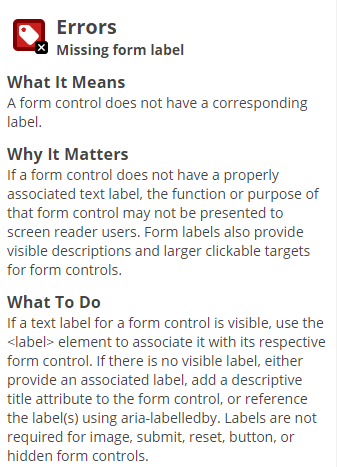 Errors
Missing form label
What It Means
A form control does not have a corresponding
label.
Why It Matters
If a form control does not have a properly
associated text label, the function or purpose of
that form control may not be presented to
screen reader users. Form labels also provide
visible descriptions and larger clickable targets
for form controls.
What To Do
If a text label for a form control is visible, use the
<label> element to associate it with its respective
form control. If there is no visible label, either
provide an associated label, add a descriptive
title attribute to the form control, or reference
the label(s) using aria-labelledby. Labels are not
required for image, submit, reset, button, or
hidden form controls.